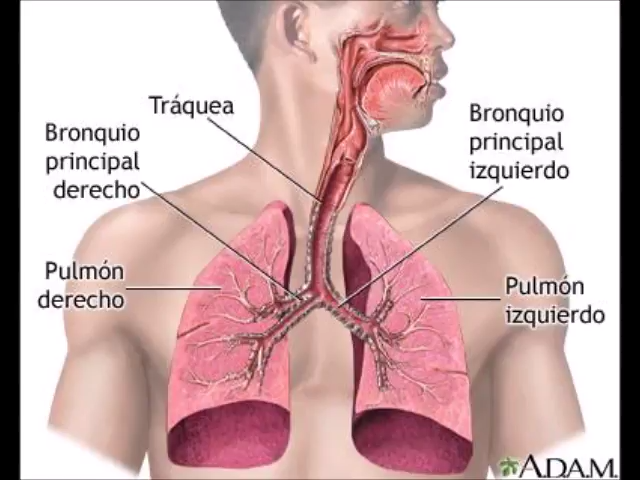 Tráquea
Bronquio
principal
derecho
Bronquio
principal
izquierdo
Pulmón
derecho
Pulmón
izquierdo
A.D.A.M.